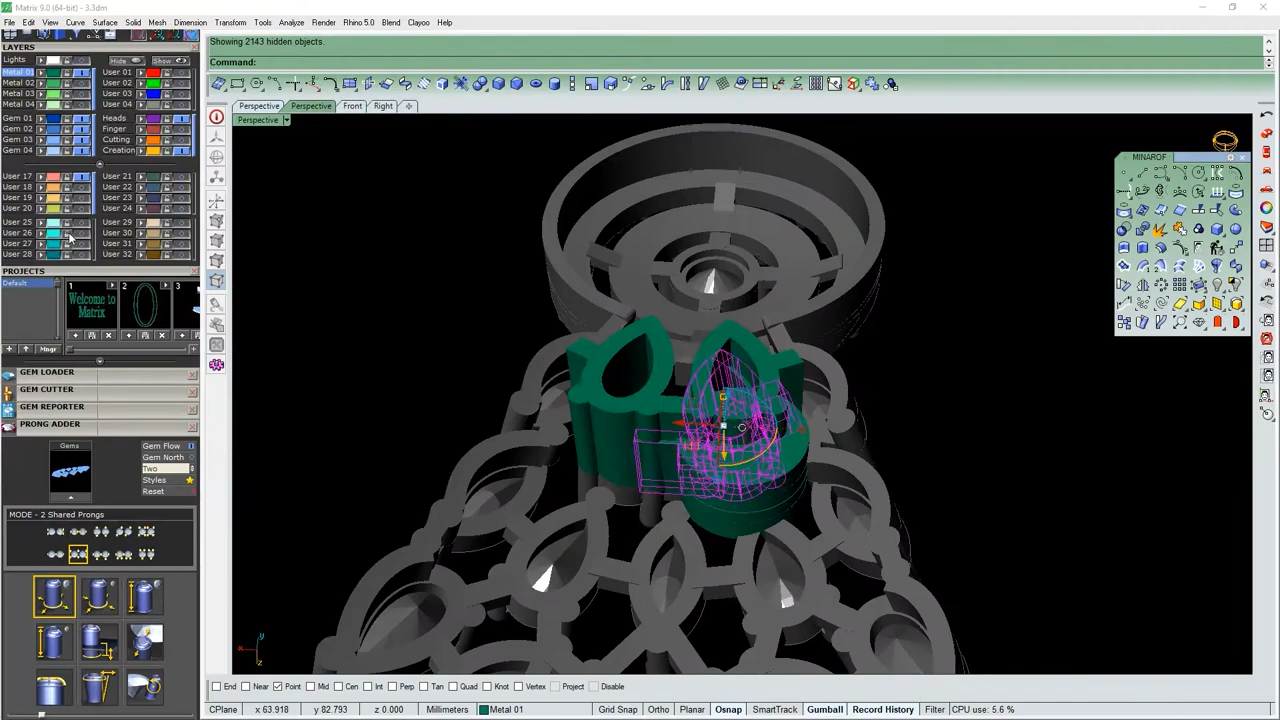 Matrix 9.0 (64-bit) - 3.3dm
File Edit View Curve Surface Solid Mesh Dimension Transform Tools Analyze Render Rhino 5.0 Blend Clayoo Help
LAYERS
Lights Hide Show
Metal 01 User 01
Metal 02 User 02
Metal 03 User 03
Metal 04 User 04
Gem 01 Heads
Gem 02 Finger
Gem 03 Cutting
Gem 04 Creation
User 17 User 21
User 18 User 22
User 19 User 23
User 20 User 24
User 25 User 29
User 26 User 30
User 27 User 31
User 28 User 32
PROJECTS
Default
1 2 3
Welcome to Matrix
Mngr
GEM LOADER
GEM CUTTER
GEM REPORTER
PRONG ADDER
Gems
Gem Flow
Gem North
Two
Styles
Reset
MODE - 2 Shared Prongs
Showing 2143 hidden objects.
Command:
Perspective Perspective Front Right
Perspective
MINAROF
y
x
z
End Near Point Mid Cen Int Perp Tan Quad Knot Vertex Project Disable
CPlane x 63.918 y 82.793 z 0.000 Millimeters Metal 01 Grid Snap Ortho Planar Osnap SmartTrack Gumball Record History Filter CPU use: 5.6 %